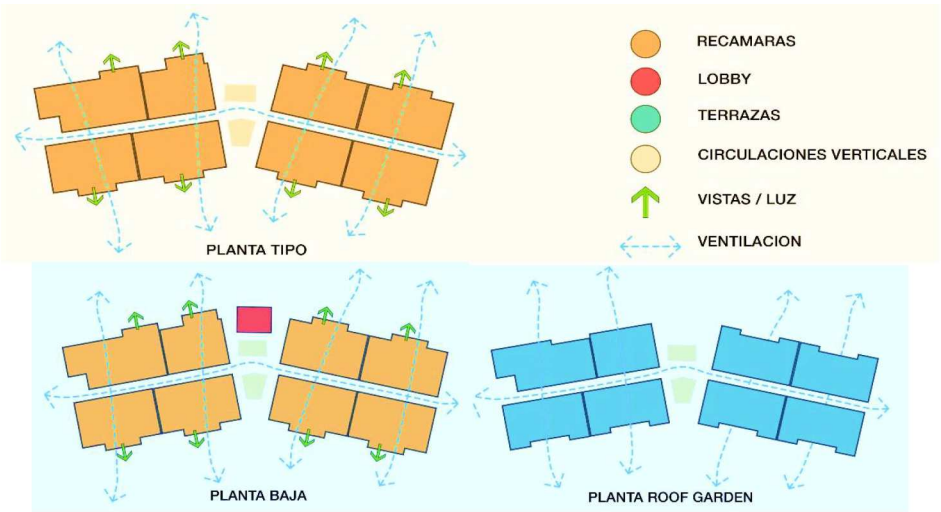 RECAMARAS
LOBBY
TERRAZAS
CIRCULACIONES VERTICALES
VISTAS / LUZ
VENTILACION
PLANTA TIPO
PLANTA BAJA
PLANTA ROOF GARDEN